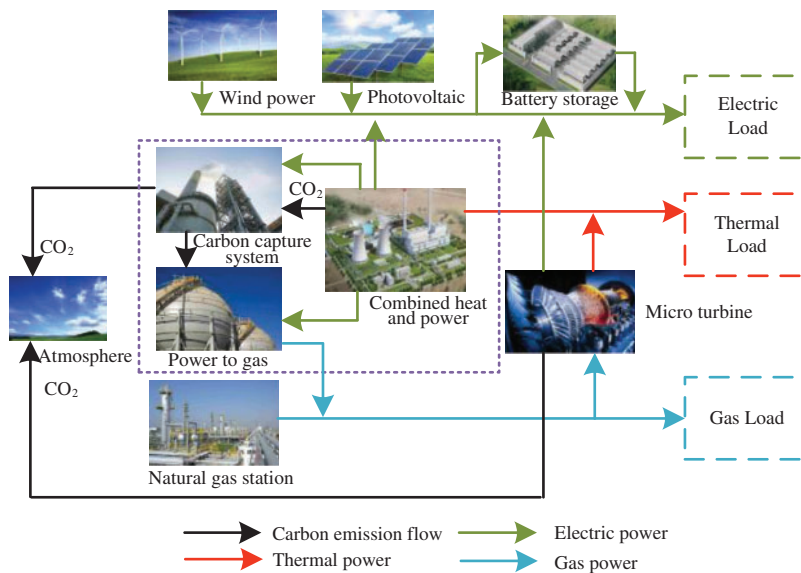 Wind power
Photovoltaic
Battery storage
Electric
Load
CO₂
Carbon capture
system
Thermal
Load
CO₂
Combined heat
and power
Micro turbine
Atmosphere
Power to gas
CO₂
Gas Load
Natural gas station
Carbon emission flow
Electric power
Thermal power
Gas power